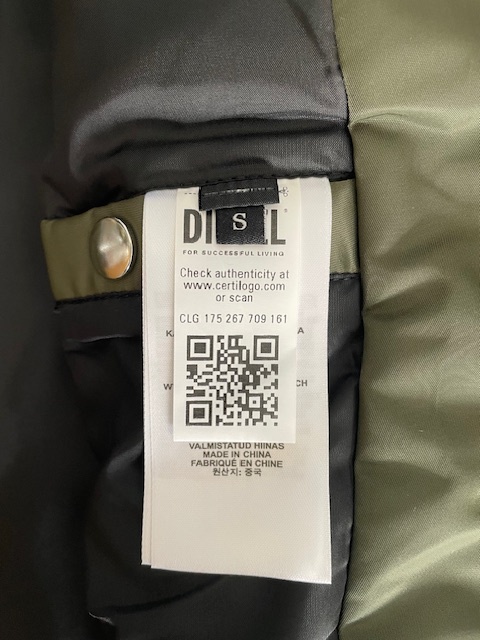 S
FOR SUCCESSFUL LIVING
Check authenticity at
www.certilogo.com
or scan
CLG 175 267 709 161
VALMISTATUD HIINAS
MADE IN CHINA
FABRIQUÉ EN CHINE
원산지: 중국